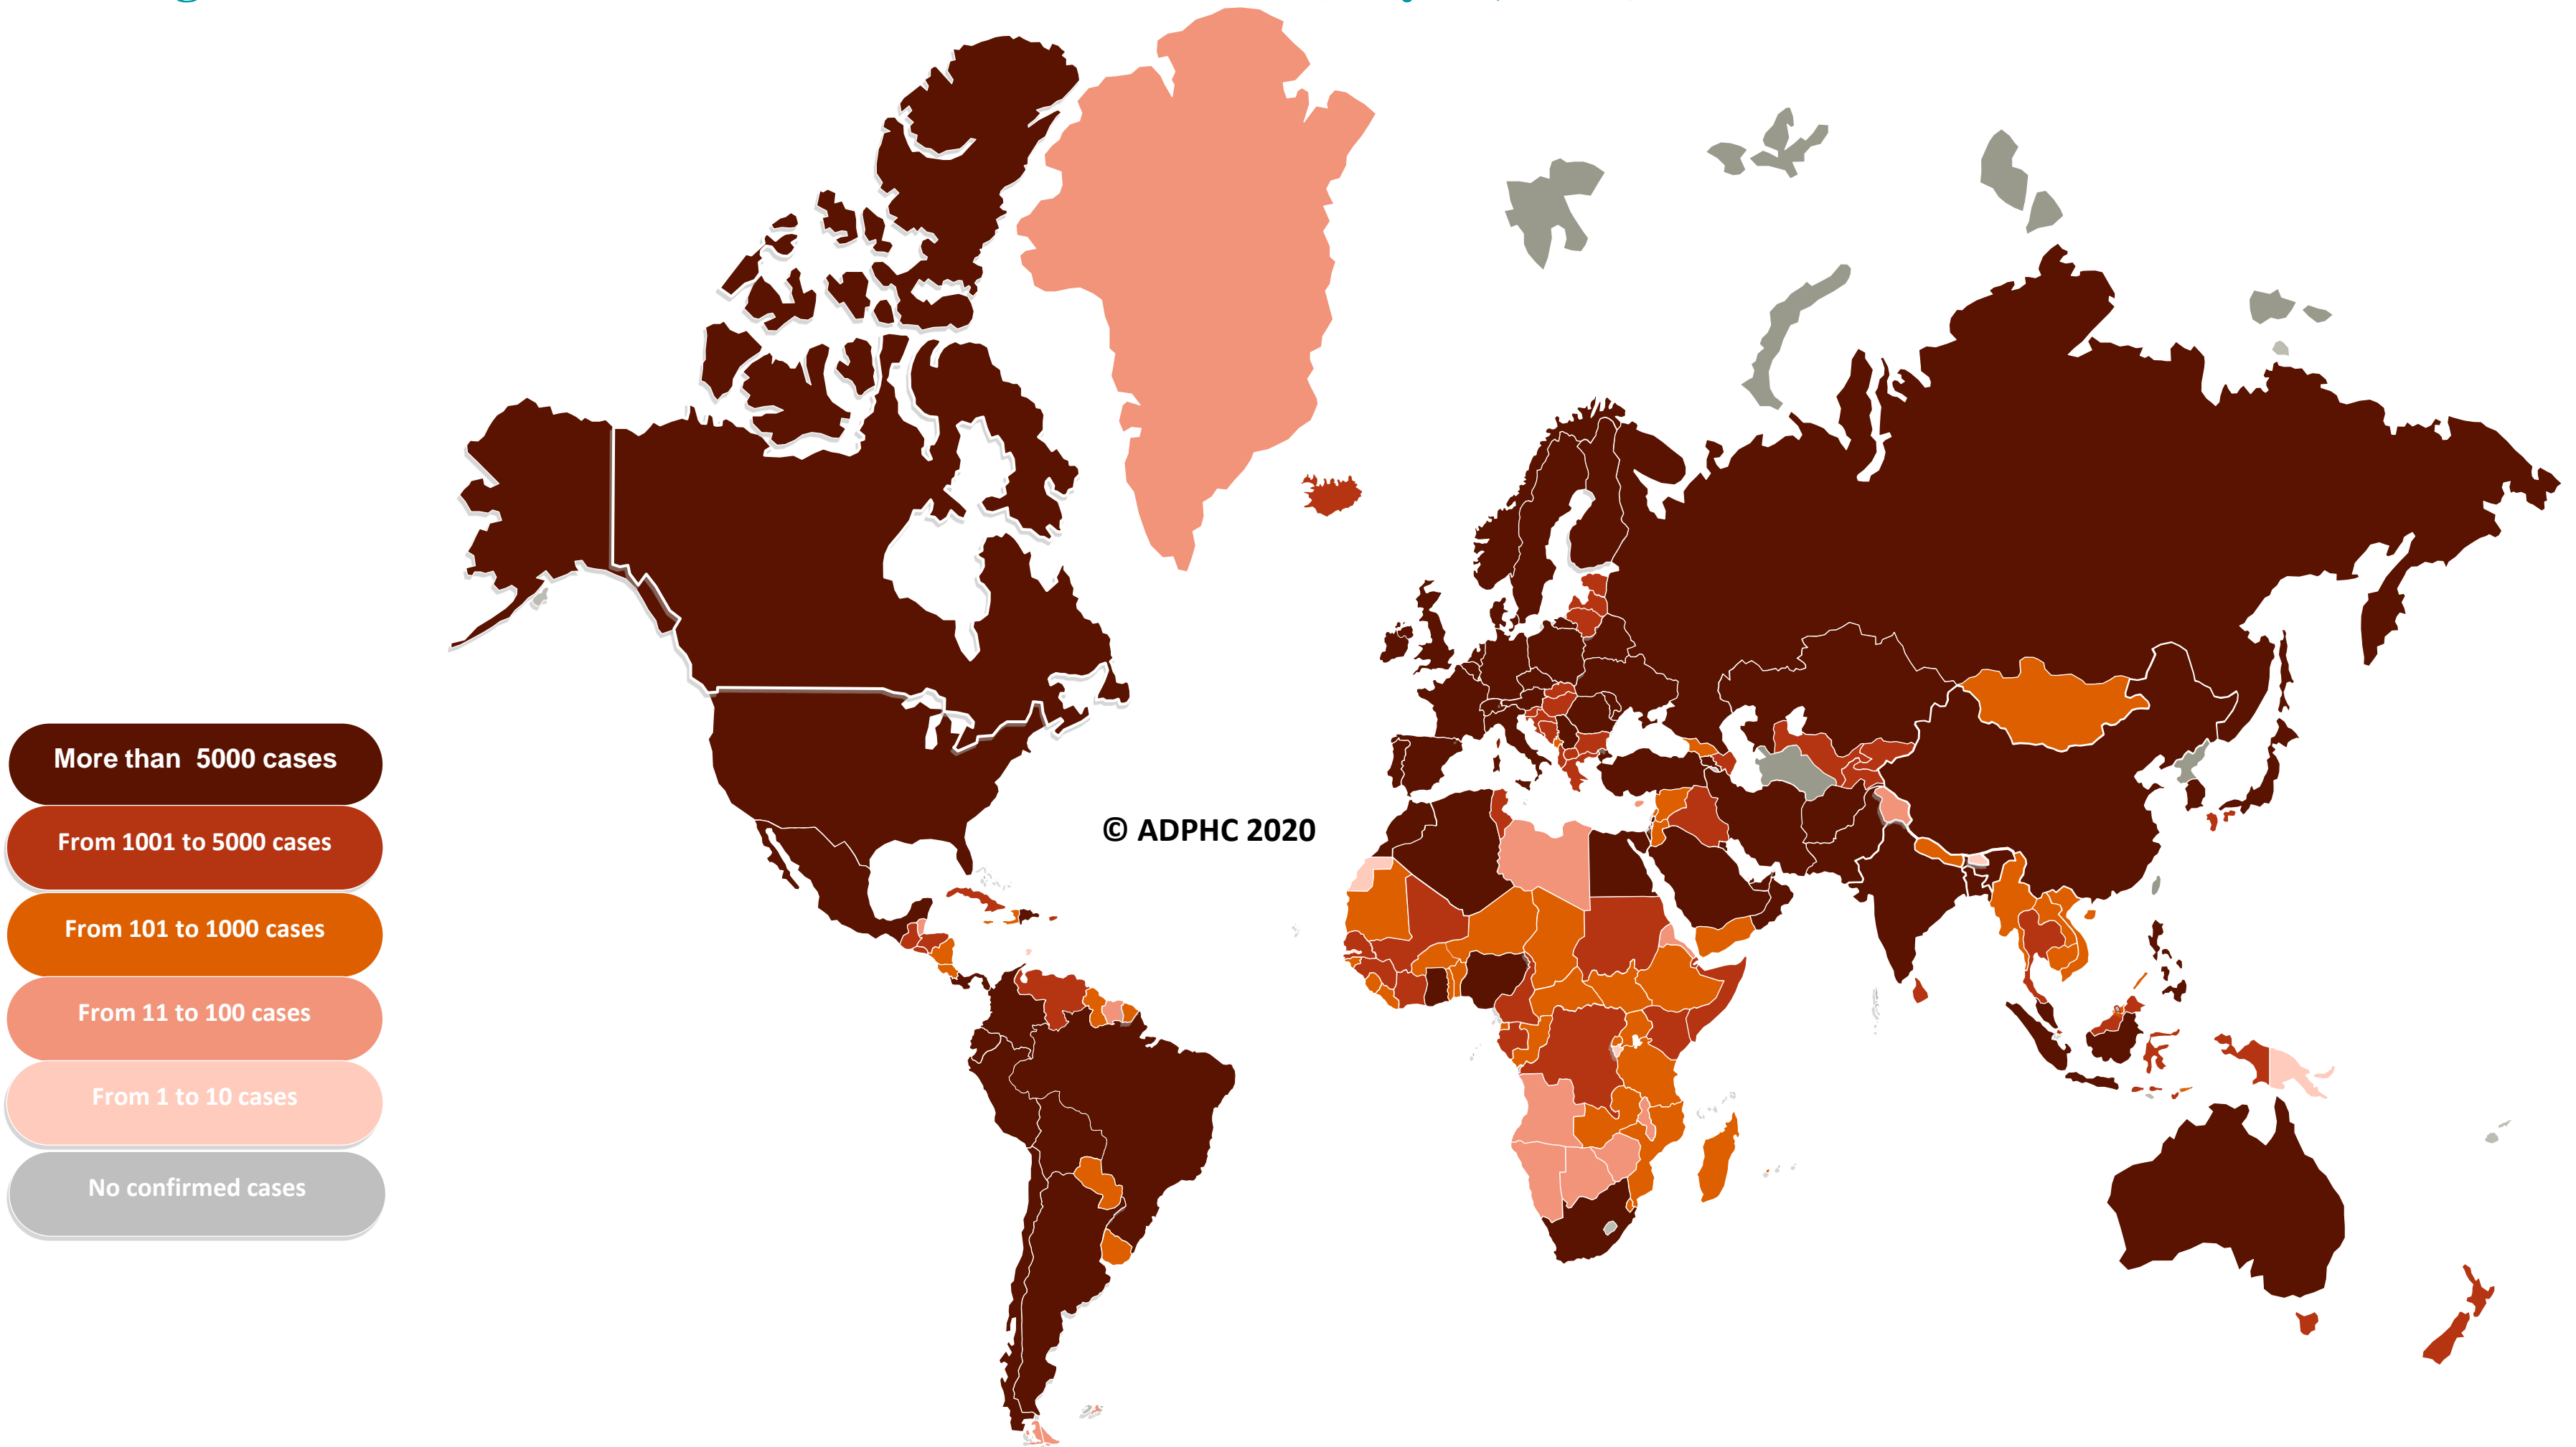 More than 5000 cases
From 1001 to 5000 cases
From 101 to 1000 cases
From 11 to 100 cases
From 1 to 10 cases
No confirmed cases
© ADPHC 2020